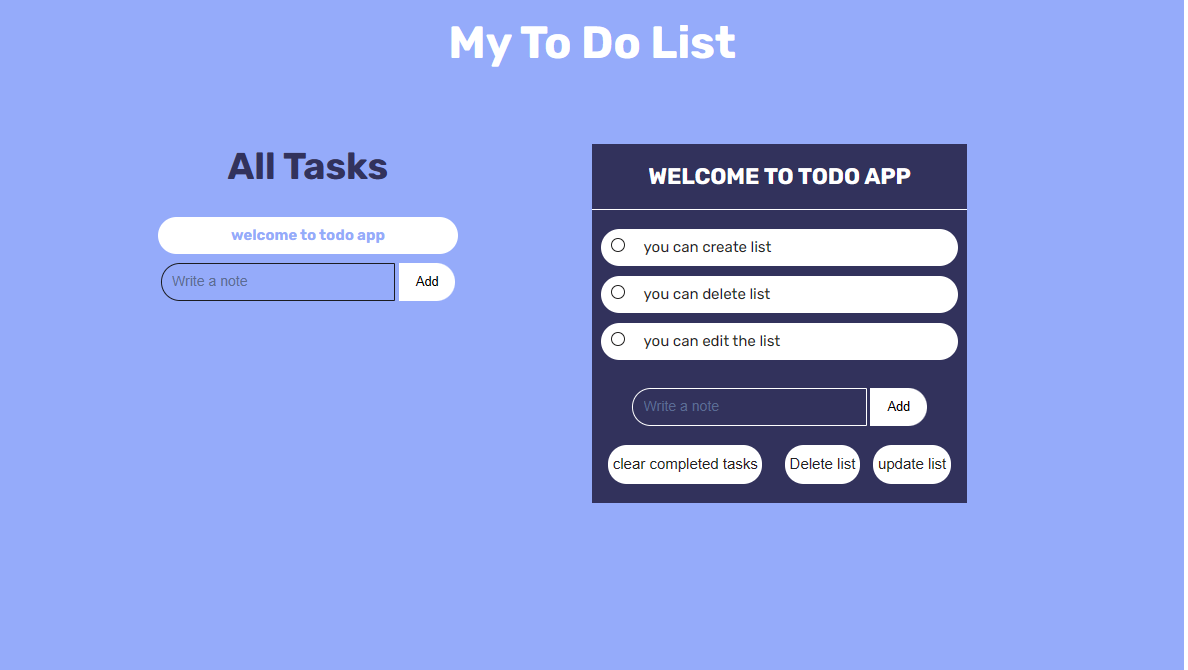 My To Do List
All Tasks
welcome to todo app
Write a note
Add
WELCOME TO TODO APP
you can create list
you can delete list
you can edit the list
Write a note
Add
clear completed tasks
Delete list
update list